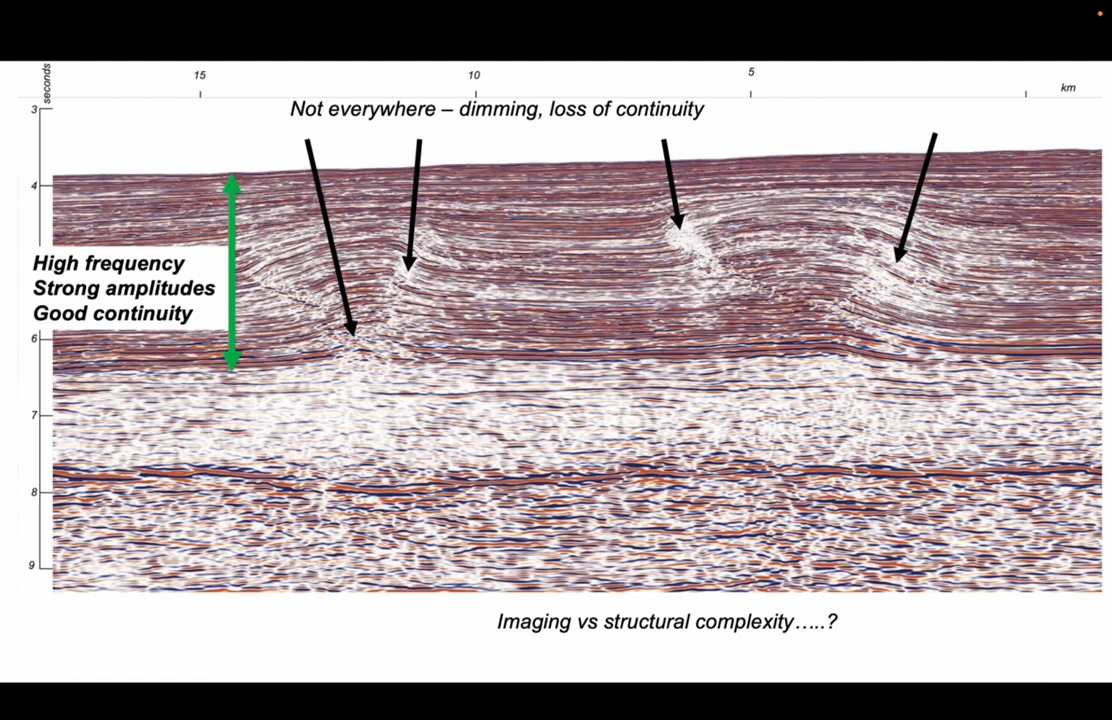 seconds
15
10
5
km
3
Not everywhere – dimming, loss of continuity
4
High frequency
Strong amplitudes
Good continuity
6
7
8
9
Imaging vs structural complexity…..?